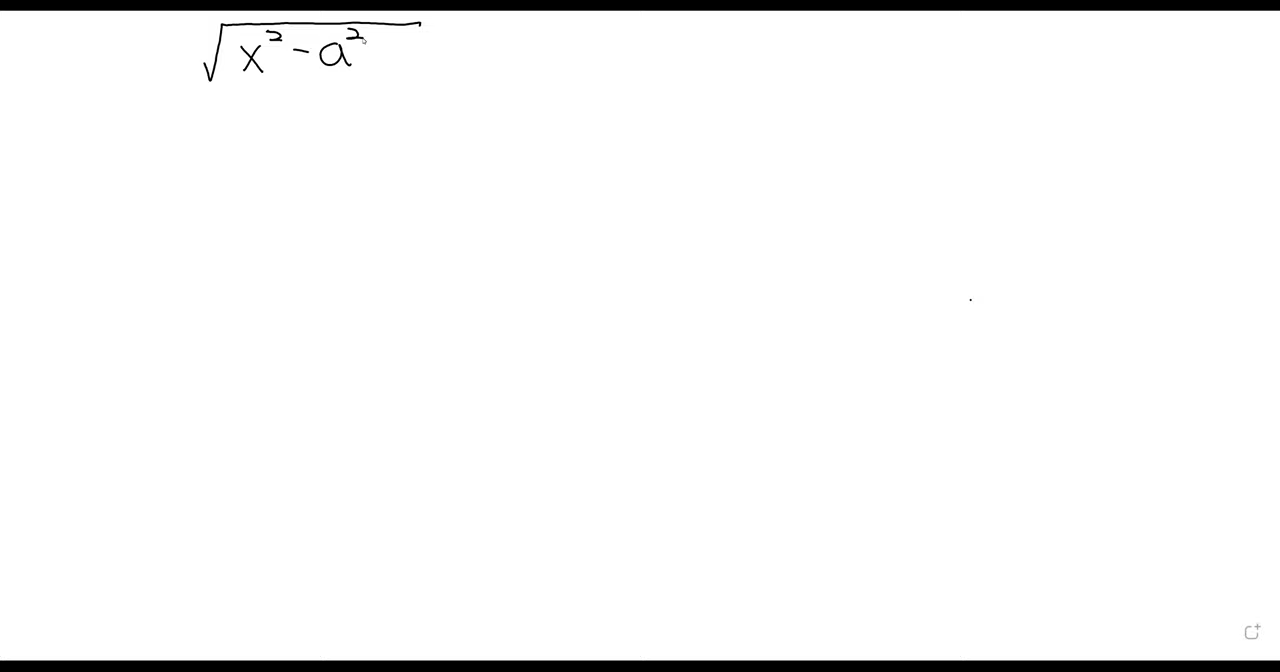 √(x² - a²)